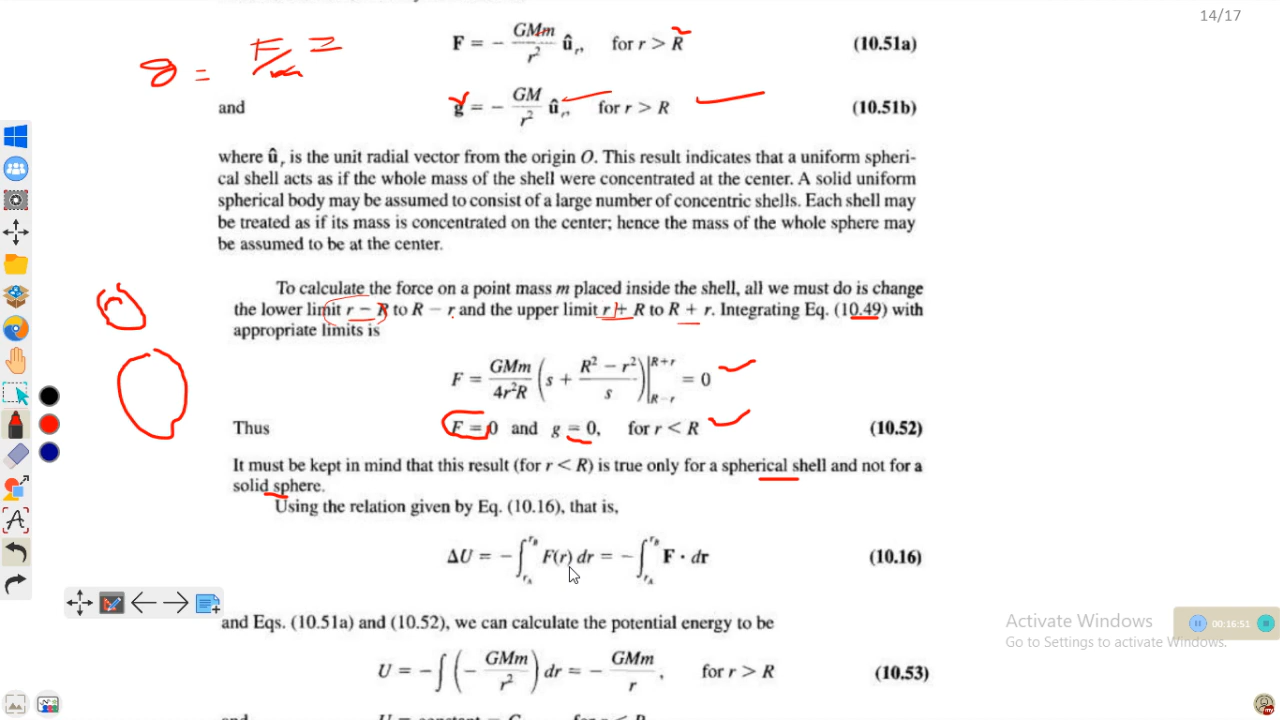 14/17
g = F/m =
F = − GMm/r² û_r, for r > R (10.51a)
and g = − GM/r² û_r, for r > R (10.51b)
where û_r is the unit radial vector from the origin O. This result indicates that a uniform spheri-
cal shell acts as if the whole mass of the shell were concentrated at the center. A solid uniform
spherical body may be assumed to consist of a large number of concentric shells. Each shell may
be treated as if its mass is concentrated on the center; hence the mass of the whole sphere may
be assumed to be at the center.
To calculate the force on a point mass m placed inside the shell, all we must do is change
the lower limit r − R to R − r and the upper limit r + R to R + r. Integrating Eq. (10.49) with
appropriate limits is
F = GMm/4r²R (s + R² − r²/s)|R+r R−r = 0
Thus F = 0 and g = 0, for r < R (10.52)
It must be kept in mind that this result (for r < R) is true only for a spherical shell and not for a
solid sphere.
Using the relation given by Eq. (10.16), that is,
ΔU = −∫_{r_A}^{r_B} F(r) dr = −∫_{r_A}^{r_B} F · dr (10.16)
and Eqs. (10.51a) and (10.52), we can calculate the potential energy to be
Activate Windows
00:16:51
Go to Settings to activate Windows.
U = −∫(− GMm/r²) dr = − GMm/r, for r > R (10.53)